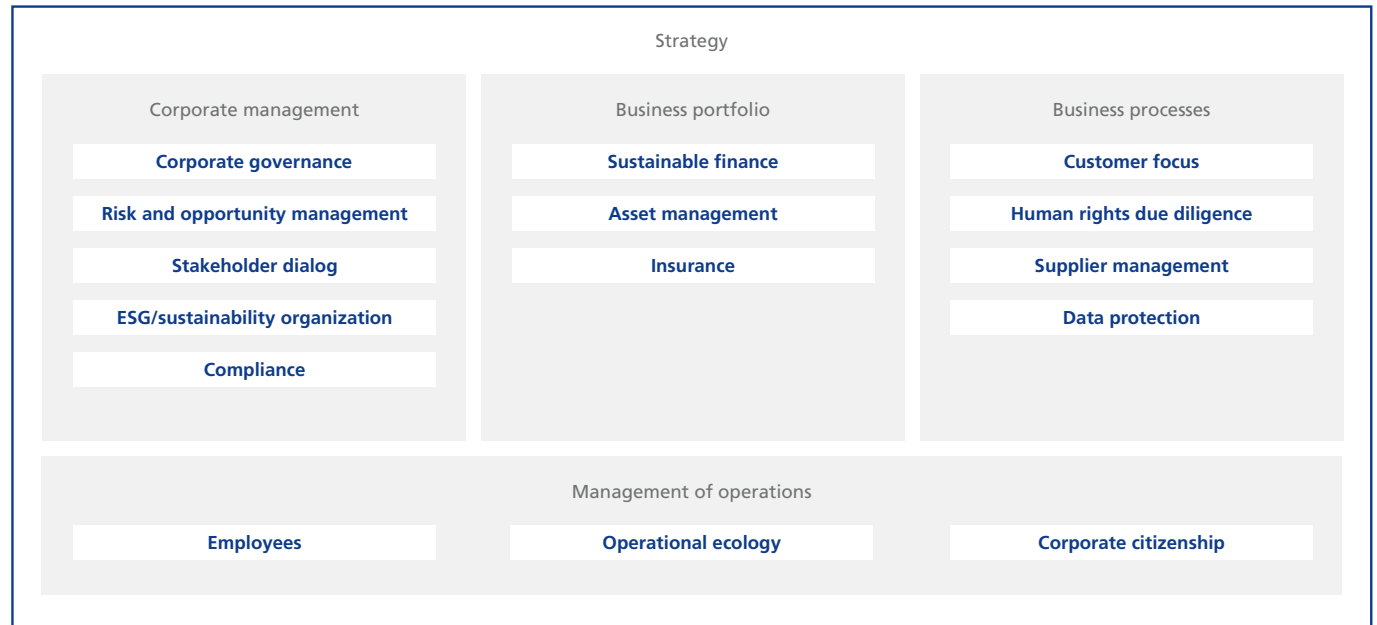 Strategy
Corporate management
Corporate governance
Risk and opportunity management
Stakeholder dialog
ESG/sustainability organization
Compliance
Business portfolio
Sustainable finance
Asset management
Insurance
Business processes
Customer focus
Human rights due diligence
Supplier management
Data protection
Management of operations
Employees
Operational ecology
Corporate citizenship